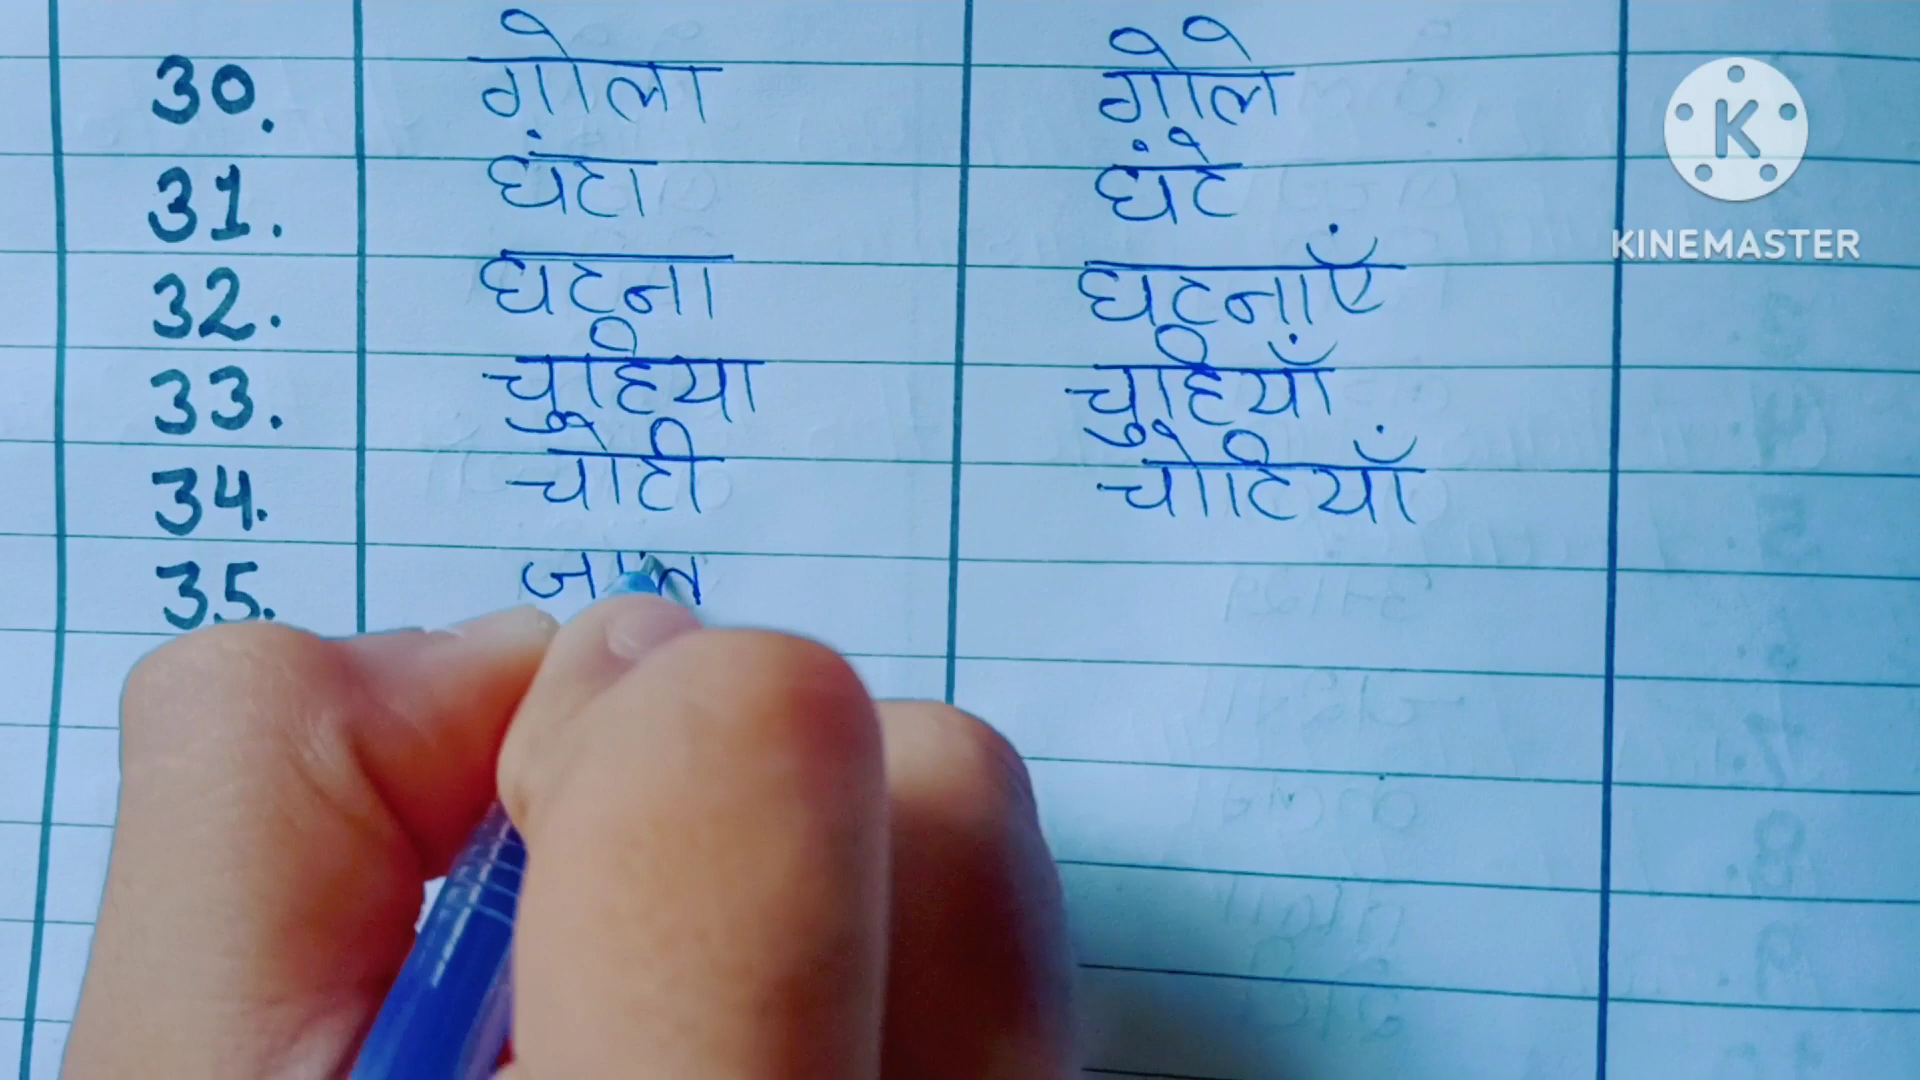 30. गोला गोले
31. घंटा घंटे
32. घटना घटनाएँ
33. चुहिया चुहियाँ
34. चोटी चोटियाँ
35.
K
KINEMASTER